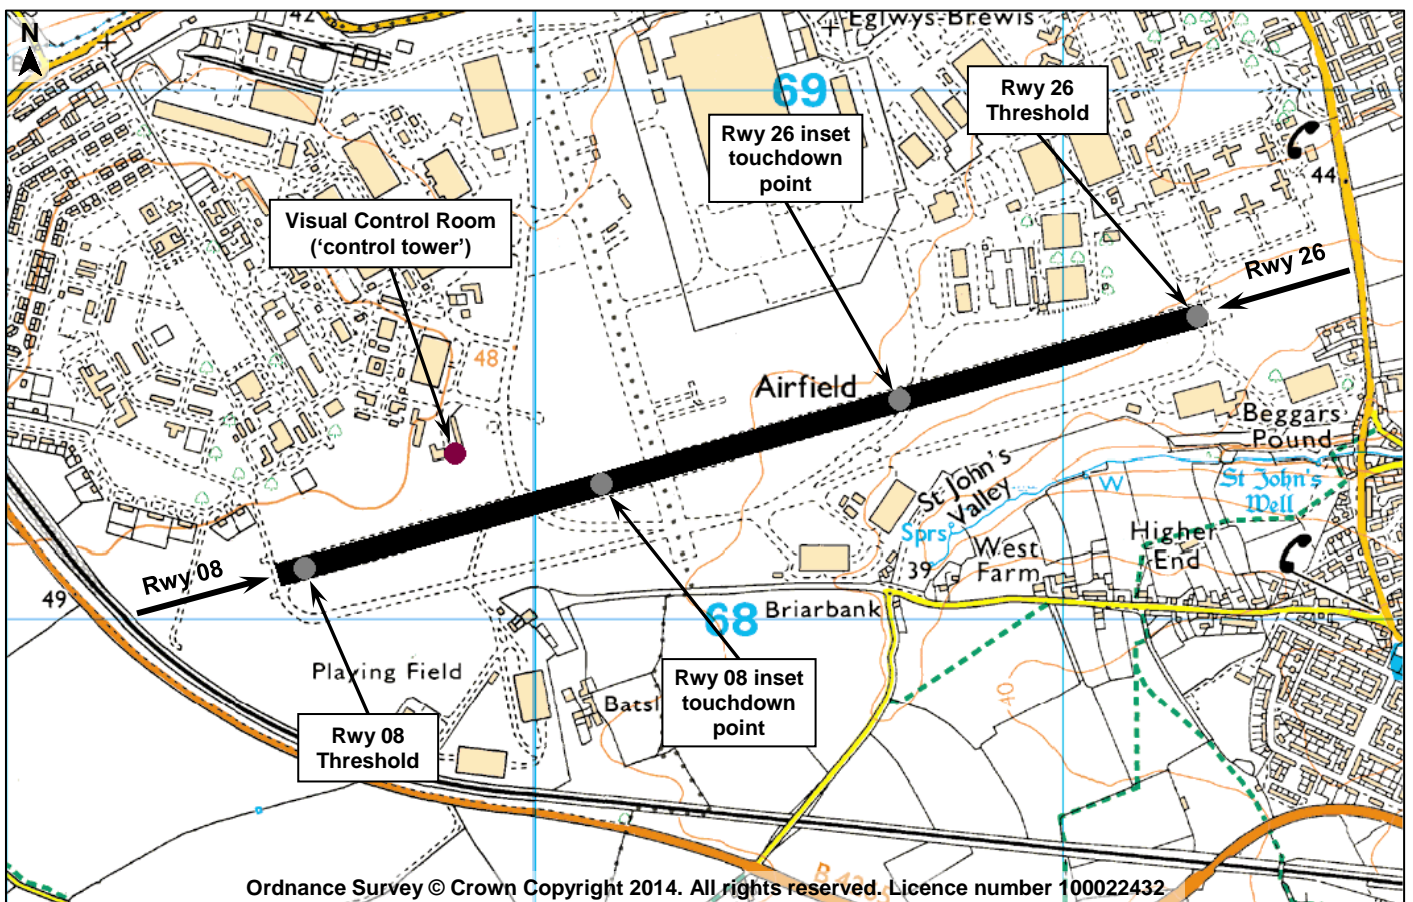 N
42
Eglwys-Brewis
69
Rwy 26
Threshold
Rwy 26 inset
touchdown
point
44
Visual Control Room
(‘control tower’)
Rwy 26
48
Airfield
Beggars
Pound
St John's
Valley
W
St John's
Well
Sprs
Higher
End
West
Farm
39
Rwy 08
49
68
Briarbank
Playing Field
40
Rwy 08 inset
touchdown
point
Batsl
Rwy 08
Threshold
Ordnance Survey © Crown Copyright 2014. All rights reserved. Licence number 100022432